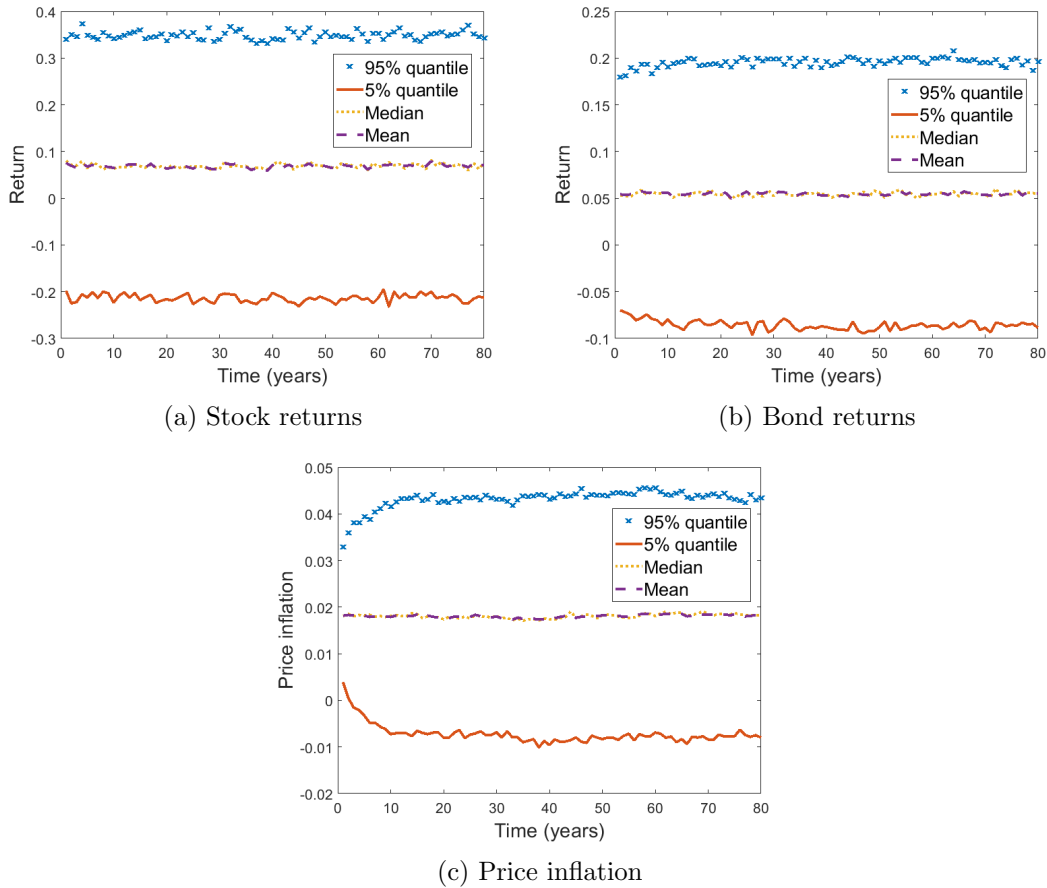 0.4
0.3
0.2
0.1
0
-0.1
-0.2
-0.3
Return
95% quantile
5% quantile
Median
Mean
0 10 20 30 40 50 60 70 80
Time (years)
(a) Stock returns
0.25
0.2
0.15
0.1
0.05
0
-0.05
-0.1
Return
95% quantile
5% quantile
Median
Mean
0 10 20 30 40 50 60 70 80
Time (years)
(b) Bond returns
0.05
0.04
0.03
0.02
0.01
0
-0.01
-0.02
Price inflation
95% quantile
5% quantile
Median
Mean
0 10 20 30 40 50 60 70 80
Time (years)
(c) Price inflation